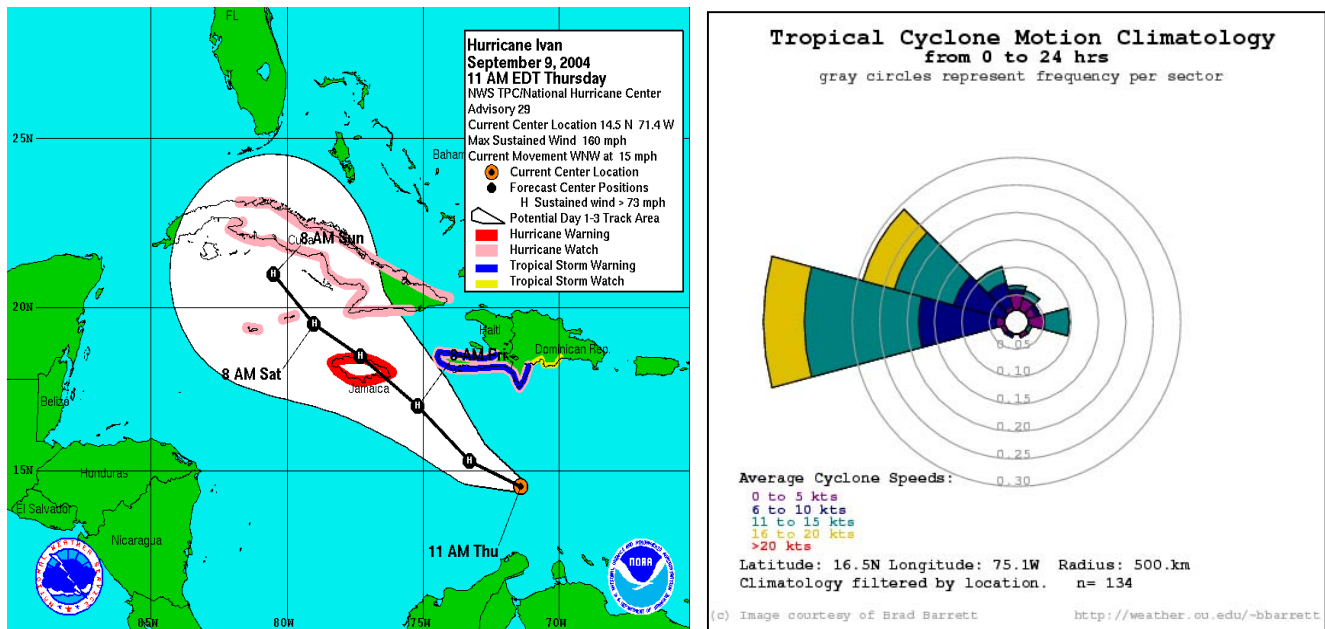 FL
Hurricane Ivan
September 9, 2004
11 AM EDT Thursday
NWS TPC/National Hurricane Center
Advisory 29
Current Center Location 14.5 N 71.4 W
Max Sustained Wind 160 mph
Current Movement WNW at 15 mph
Current Center Location
Forecast Center Positions
H Sustained wind > 73 mph
Potential Day 1-3 Track Area
Hurricane Warning
Hurricane Watch
Tropical Storm Warning
Tropical Storm Watch
25N
Baham
Cuba
8 AM Sun
H
20N
H
Haiti
Dominican Rep.
8 AM Fri
H
8 AM Sat
Jamaica
Belize
H
H
15N
Honduras
El Salvador
Nicaragua
11 AM Thu
NOAA
85W
80W
75W
70W
Tropical Cyclone Motion Climatology
from 0 to 24 hrs
gray circles represent frequency per sector
0.05
0.10
0.15
0.20
0.25
0.30
Average Cyclone Speeds:
0 to 5 kts
6 to 10 kts
11 to 15 kts
16 to 20 kts
>20 kts
Latitude: 16.5N Longitude: 75.1W Radius: 500.km
Climatology filtered by location. n= 134
(c) Image courtesy of Brad Barrett
http://weather.ou.edu/~bbarrett